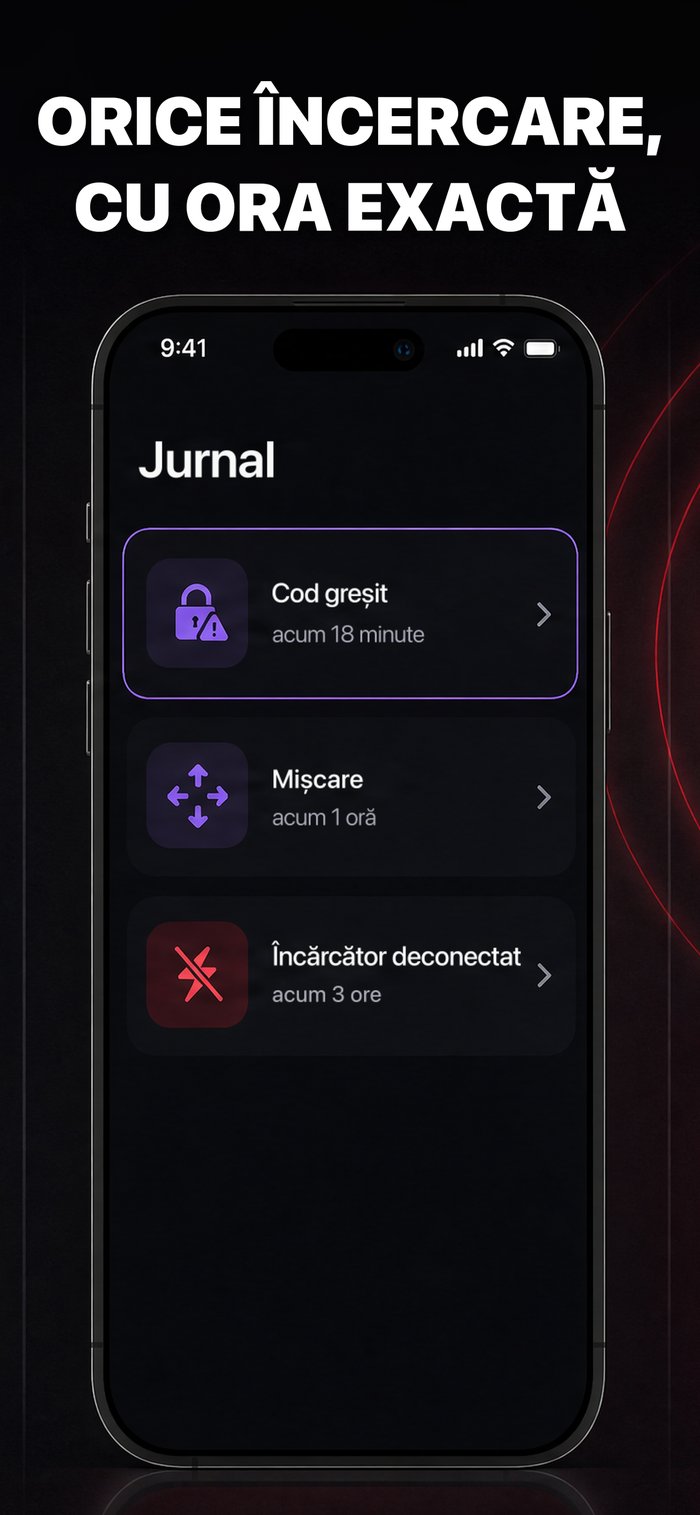 ORICE ÎNCERCARE,
CU ORA EXACTĂ
9:41
Jurnal
Cod greșit
acum 18 minute
Mișcare
acum 1 oră
Încărcător deconectat
acum 3 ore